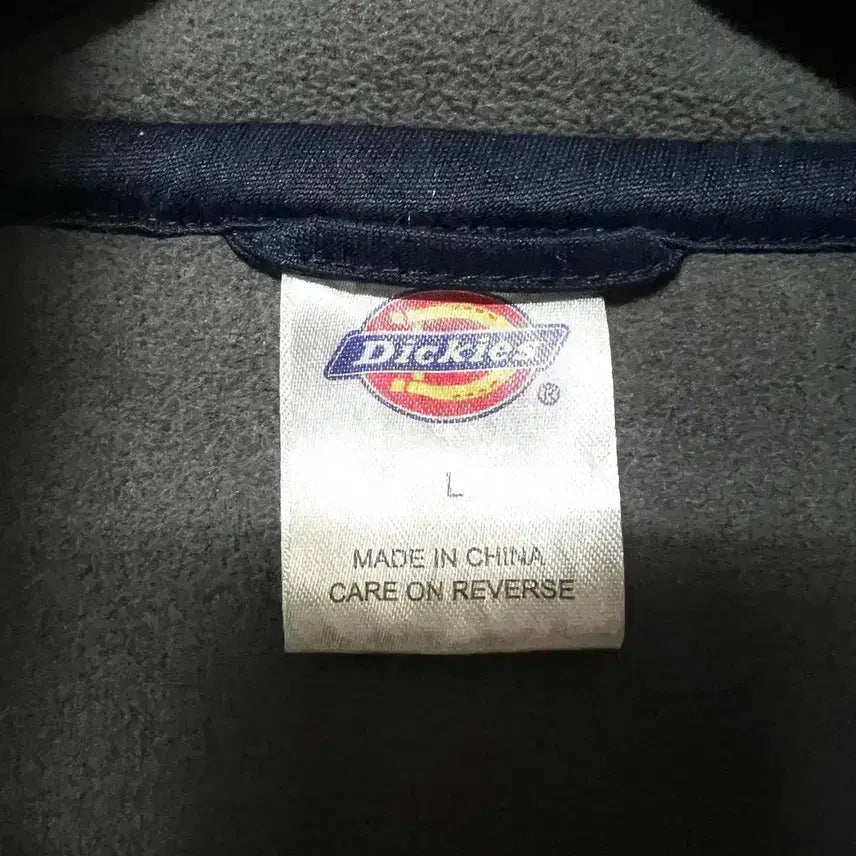 Dickies
®
L
MADE IN CHINA
CARE ON REVERSE